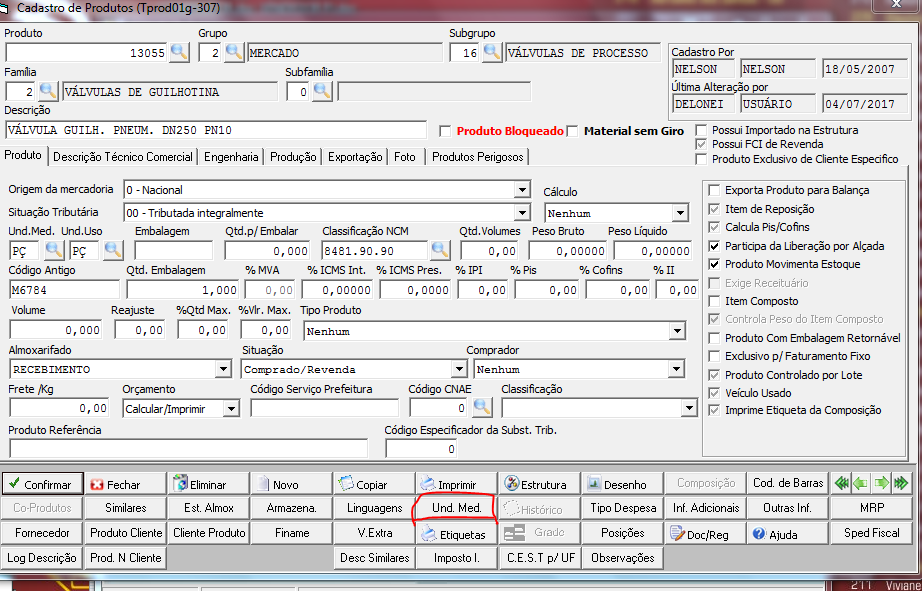 Cadastro de Produtos (Tprod01g-307)
Produto Grupo Subgrupo
13055 2 MERCADO 16 VÁLVULAS DE PROCESSO
Cadastro Por
NELSON NELSON 18/05/2007
Família Subfamília
2 VÁLVULAS DE GUILHOTINA 0
Última Alteração por
DELONEI USUÁRIO 04/07/2017
Descrição
VÁLVULA GUILH. PNEUM. DN250 PN10
Produto Bloqueado Material sem Giro
Possui Importado na Estrutura
Possui FCI de Revenda
Produto Exclusivo de Cliente Especifico
Produto Descrição Técnico Comercial Engenharia Produção Exportação Foto Produtos Perigosos
Origem da mercadoria 0 - Nacional Cálculo
Situação Tributária 00 - Tributada integralmente Nenhum
Und.Med. Und.Uso Embalagem Qtd.p/ Embalar Classificação NCM Qtd.Volumes Peso Bruto Peso Líquido
PÇ PÇ 0,000 8481.90.90 0,00 0,00000 0,00000
Código Antigo Qtd. Embalagem % MVA % ICMS Int. % ICMS Pres. % IPI % Pis % Cofins % II
M6784 1,000 0,00 0,00000 0,0000 0,00 0,00 0,00 0,00
Volume Reajuste %Qtd Max. %Vlr. Max. Tipo Produto
0,000 0,00 0,00 0,00 Nenhum
Almoxarifado Situação Comprador
RECEBIMENTO Comprado/Revenda Nenhum
Frete /Kg Orçamento Código Serviço Prefeitura Código CNAE Classificação
0,00 Calcular/Imprimir 0
Produto Referência Código Especificador da Subst. Trib.
0
Exporta Produto para Balança
Item de Reposição
Calcula Pis/Cofins
Participa da Liberação por Alçada
Produto Movimenta Estoque
Exige Receituário
Item Composto
Controla Peso do Item Composto
Produto Com Embalagem Retornável
Exclusivo p/ Faturamento Fixo
Produto Controlado por Lote
Veículo Usado
Imprime Etiqueta da Composição
Confirmar Fechar Eliminar Novo Copiar Imprimir Estrutura Desenho Composição Cod. de Barras
Co-Produtos Similares Est. Almox Armazena. Linguagens Und. Med. Histórico Tipo Despesa Inf. Adicionais Outras Inf. MRP
Fornecedor Produto Cliente Cliente Produto Finame V.Extra Etiquetas Grade Posições Doc/Reg Ajuda Sped Fiscal
Log Descrição Prod. N Cliente Desc Similares Imposto I. C.E.S.T p/ UF Observações
211 Viviane